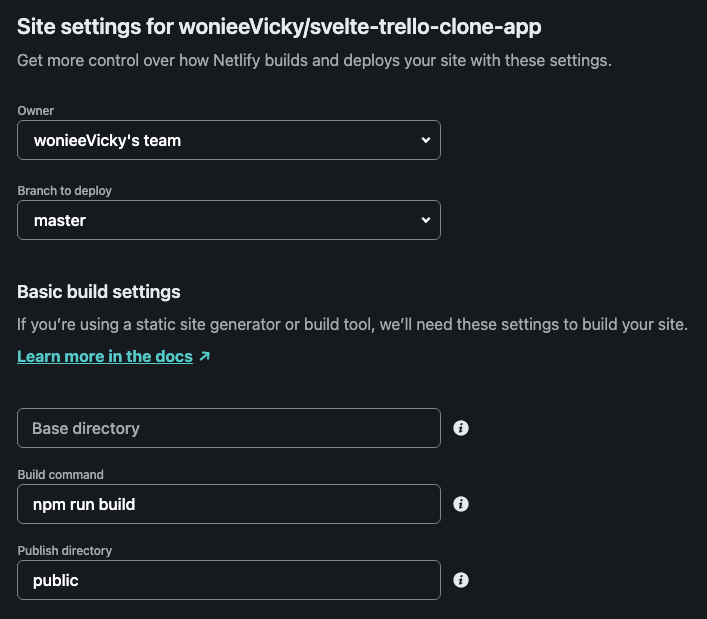 Site settings for wonieeVicky/svelte-trello-clone-app
Get more control over how Netlify builds and deploys your site with these settings.
Owner
wonieeVicky's team
Branch to deploy
master
Basic build settings
If you’re using a static site generator or build tool, we’ll need these settings to build your site.
Learn more in the docs ↗
Base directory
Build command
npm run build
Publish directory
public